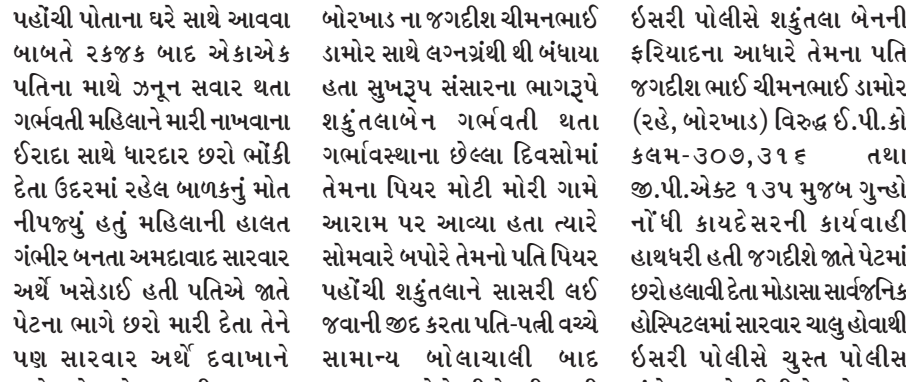 પહોંચી પોતાના ઘરે સાથે આવવા
બાબતે રકજક બાદ એકાએક
પતિના માથે ઝનૂન સવાર થતા
ગર્ભવતી મહિલાને મારી નાખવાના
ઈરાદા સાથે ધારદાર છરો ભોંકી
દેતા ઉદરમાં રહેલ બાળકનું મોત
નીપજ્યું હતું મહિલાની હાલત
ગંભીર બનતા અમદાવાદ સારવાર
અર્થે ખસેડાઈ હતી પતિએ જાતે
પેટના ભાગે છરો મારી દેતા તેને
પણ સારવાર અર્થે દવાખાને
બોરખાડ ના જગદીશ ચીમનભાઈ
ડામોર સાથે લગ્નગ્રંથી થી બંધાયા
હતા સુખરૂપ સંસારના ભાગરૂપે
શકુંતલાબેન ગર્ભવતી થતા
ગર્ભાવસ્થાના છેલ્લા દિવસોમાં
તેમના પિયર મોટી મોરી ગામે
આરામ પર આવ્યા હતા ત્યારે
સોમવારે બપોરે તેમનો પતિ પિયર
પહોંચી શકુંતલાને સાસરી લઈ
જવાની જીદ કરતા પતિ-પત્ની વચ્ચે
સામાન્ય બોલાચાલી બાદ
ઇસરી પોલીસે શકુંતલા બેનની
ફરિયાદના આધારે તેમના પતિ
જગદીશ ભાઈ ચીમનભાઈ ડામોર
(રહે, બોરખાડ) વિરુદ્ધ ઈ.પી.કો
કલમ-૩૦૭,૩૧૬ તથા
જી.પી.એક્ટ ૧૩૫ મુજબ ગુન્હો
નોંધી કાયદેસરની કાર્યવાહી
હાથધરી હતી જગદીશે જાતે પેટમાં
છરો હલાવી દેતા મોડાસા સાર્વજનિક
હોસ્પિટલમાં સારવાર ચાલુ હોવાથી
ઇસરી પોલીસે ચુસ્ત પોલીસ